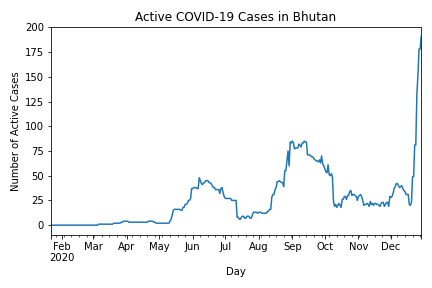 Active COVID-19 Cases in Bhutan
Number of Active Cases
200
175
150
125
100
75
50
25
0
Feb Mar Apr May Jun Jul Aug Sep Oct Nov Dec
2020
Day